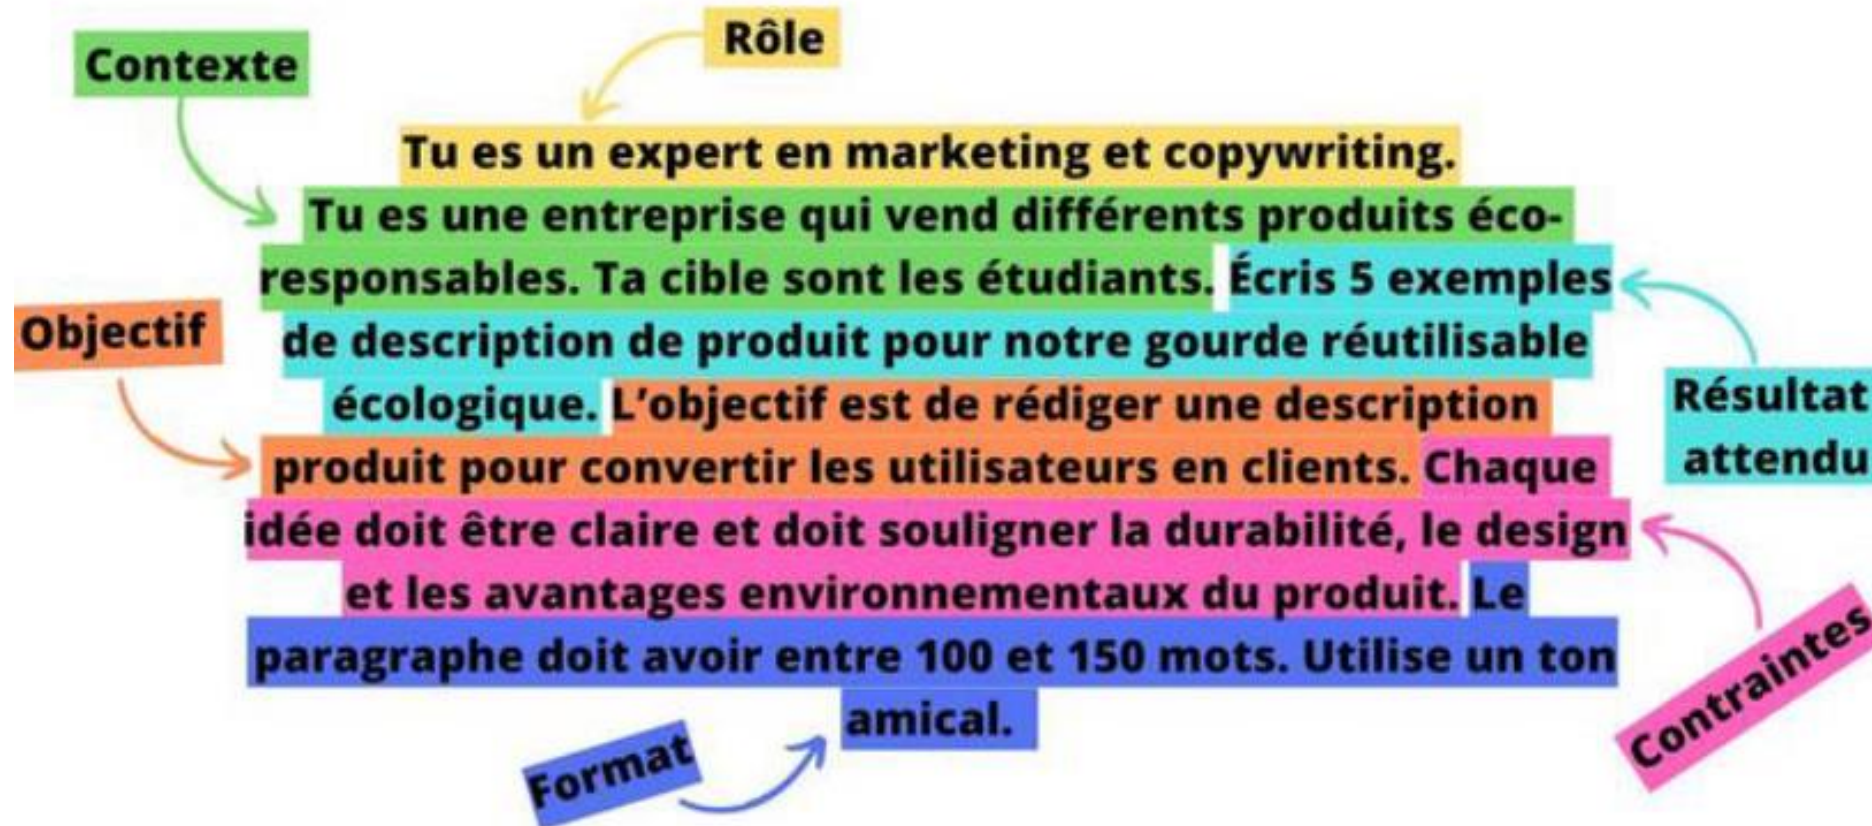 Rôle
Contexte
Tu es un expert en marketing et copywriting.
Tu es une entreprise qui vend différents produits éco-
responsables. Ta cible sont les étudiants. Écris 5 exemples
Objectif
de description de produit pour notre gourde réutilisable
écologique. L’objectif est de rédiger une description
Résultat
attendu
produit pour convertir les utilisateurs en clients. Chaque
idée doit être claire et doit souligner la durabilité, le design
et les avantages environnementaux du produit. Le
paragraphe doit avoir entre 100 et 150 mots. Utilise un ton
Contraintes
amical.
Format